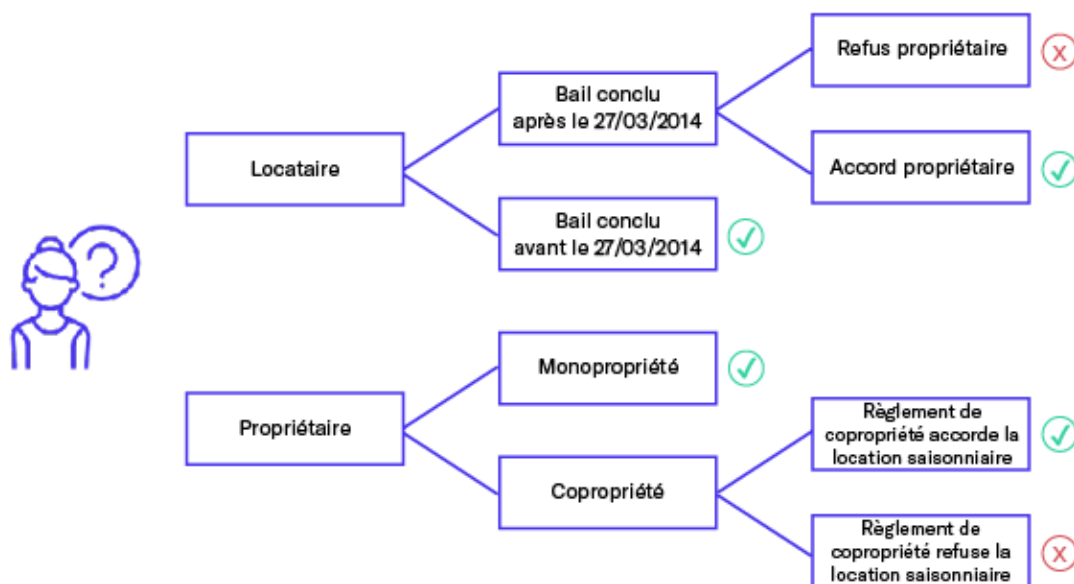 Refus propriétaire
X
Bail conclu
après le 27/03/2014
Locataire
Accord propriétaire
Bail conclu
avant le 27/03/2014
?
Monopropriété
Propriétaire
Règlement de
copropriété accorde la
location saisonniaire
Copropriété
Règlement de
copropriété refuse la
location saisonniaire
X